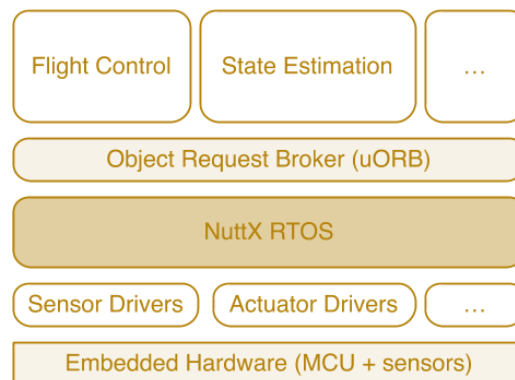 Flight Control
State Estimation
...
Object Request Broker (uORB)
NuttX RTOS
Sensor Drivers
Actuator Drivers
...
Embedded Hardware (MCU + sensors)